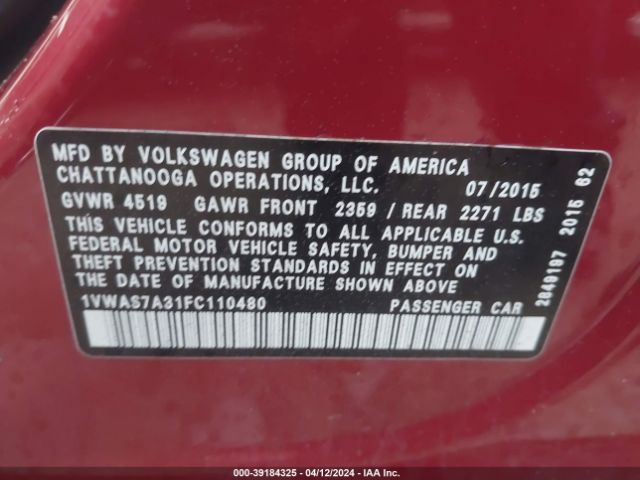 MFD BY VOLKSWAGEN GROUP OF AMERICA
CHATTANOOGA OPERATIONS, LLC. 07/2015
GVWR 4519 GAWR FRONT 2359 / REAR 2271 LBS
THIS VEHICLE CONFORMS TO ALL APPLICABLE U.S.
FEDERAL MOTOR VEHICLE SAFETY, BUMPER AND
THEFT PREVENTION STANDARDS IN EFFECT ON
THE DATE OF MANUFACTURE SHOWN ABOVE
1VWAS7A31FC110480 PASSENGER CAR
2849107 2015 62
000-39184325 - 04/12/2024 - IAA Inc.